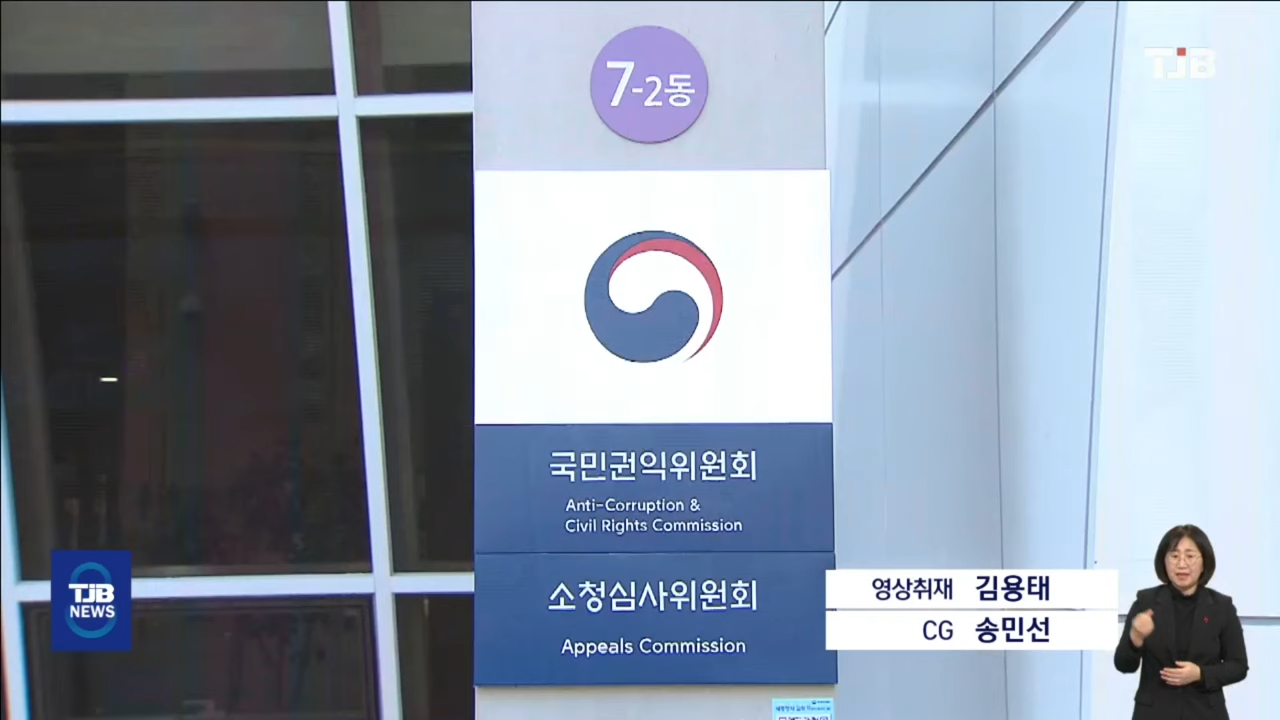 7-2동
TJB
국민권익위원회
Anti-Corruption &
Civil Rights Commission
소청심사위원회
Appeals Commission
TJB
NEWS
영상취재 김용태
CG 송민선